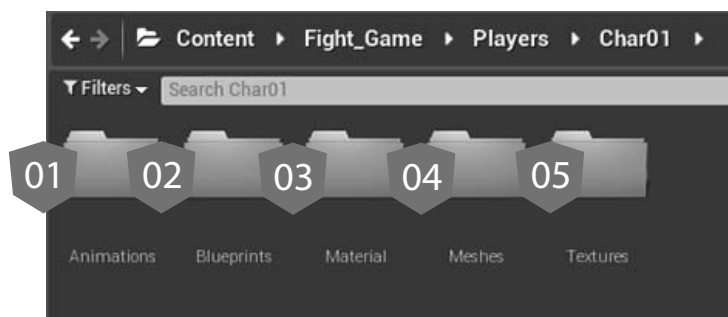 Content Fight_Game Players Char01
Filters Search Char01
01 02 03 04 05
Animations Blueprints Material Meshes Textures